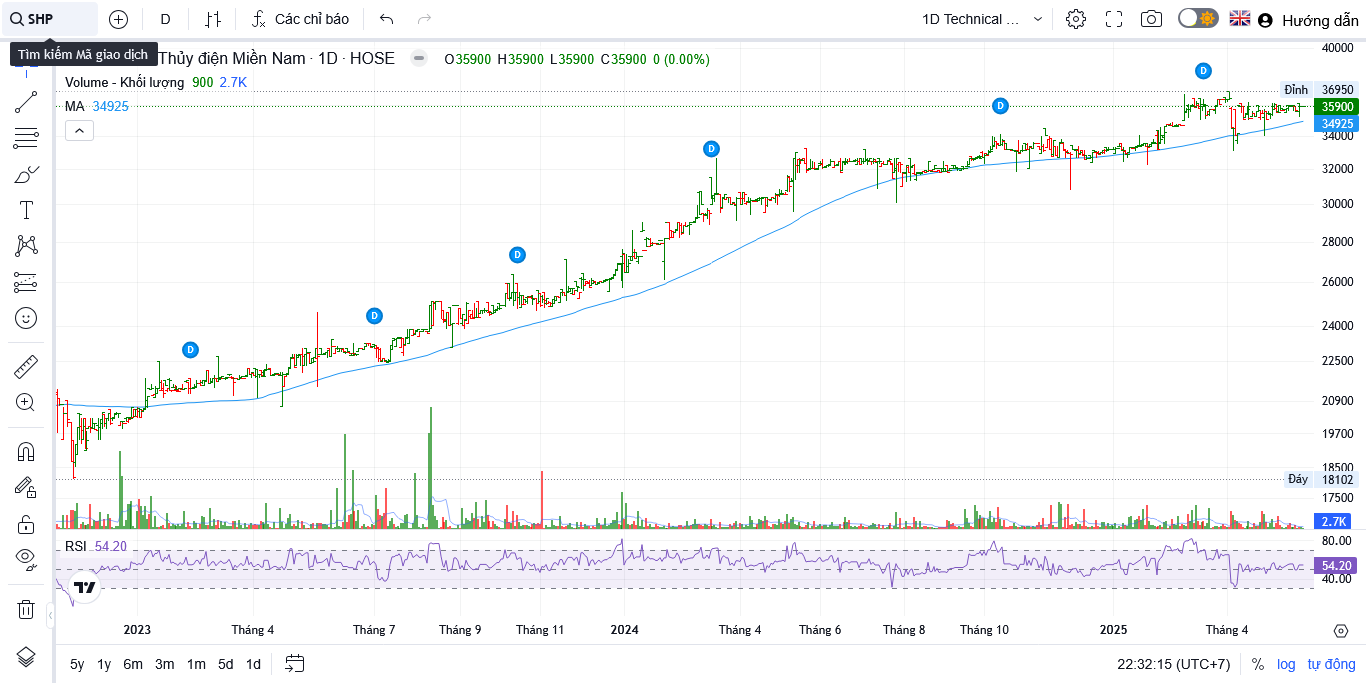 SHP
D
Các chỉ báo
1D Technical ...
Hướng dẫn
Tìm kiếm Mã giao dịch
Thủy điện Miền Nam · 1D · HOSE
O35900 H35900 L35900 C35900 0 (0.00%)
Volume - Khối lượng 900 2.7K
MA 34925
D
D
D
D
D
D
40000
Đỉnh 36950
35900
34925
34000
32000
30000
28000
26000
24000
22500
20900
19700
18500
Đáy 18102
17500
2.7K
RSI 54.20
80.00
54.20
40.00
2023 Tháng 4 Tháng 7 Tháng 9 Tháng 11 2024 Tháng 4 Tháng 6 Tháng 8 Tháng 10 2025 Tháng 4
5y 1y 6m 3m 1m 5d 1d
22:32:15 (UTC+7) % log tự động